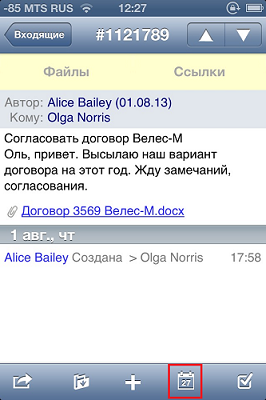 -85 MTS RUS 12:27
Входящие #1121789
Файлы Ссылки
Автор: Alice Bailey (01.08.13)
Кому: Olga Norris
Согласовать договор Велес-М
Оль, привет. Высылаю наш вариант
договора на этот год. Жду замечаний,
согласования.
Договор 3569 Велес-М.docx
1 авг., чт
Alice Bailey Создана > Olga Norris 17:58
27